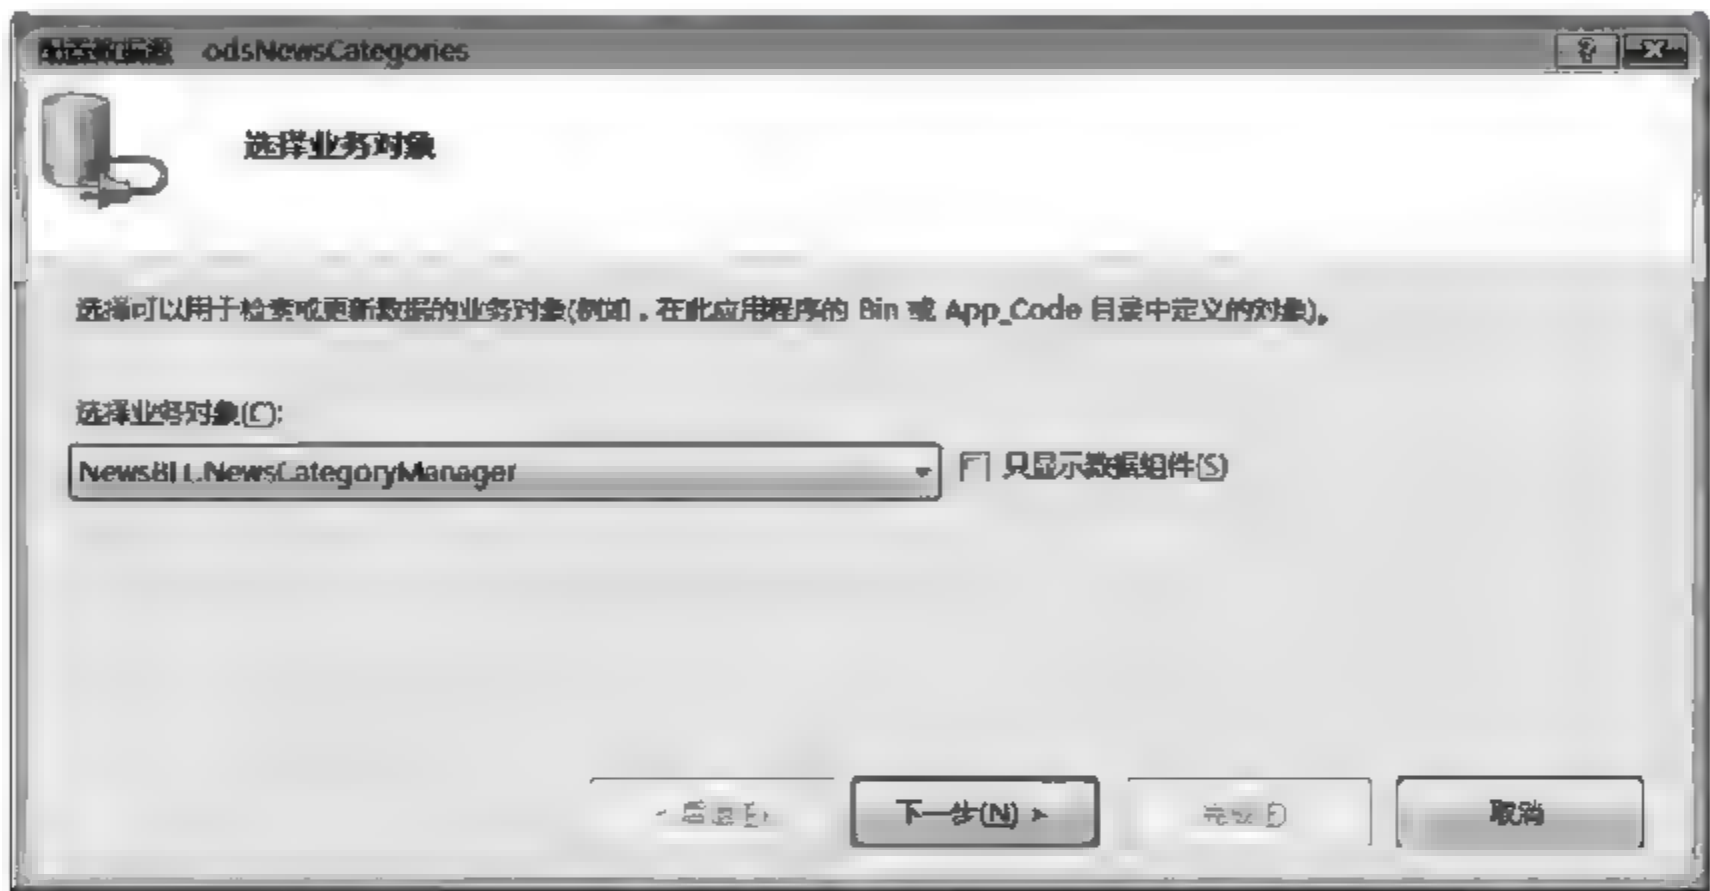 配置数据源 odsNewsCategories
选择业务对象
选择可以用于检索或更新数据的业务对象(例如，在此应用程序的 Bin 或 App_Code 目录中定义的对象)。
选择业务对象(C):
NewsBLL.NewsCategoryManager
只显示数据组件(S)
下一步(N) >
取消